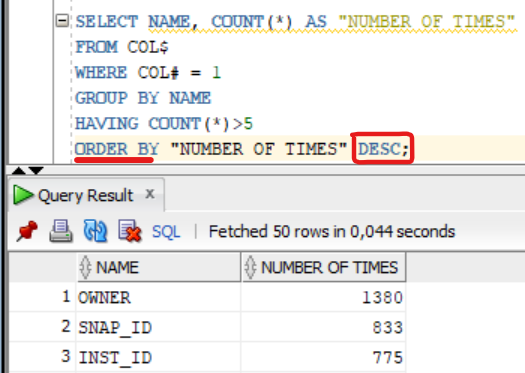 SELECT NAME, COUNT(*) AS "NUMBER OF TIMES"
FROM COL$
WHERE COL# = 1
GROUP BY NAME
HAVING COUNT(*)>5
ORDER BY "NUMBER OF TIMES" DESC;
Query Result x
SQL | Fetched 50 rows in 0,044 seconds
NAME NUMBER OF TIMES
1 OWNER 1380
2 SNAP_ID 833
3 INST_ID 775